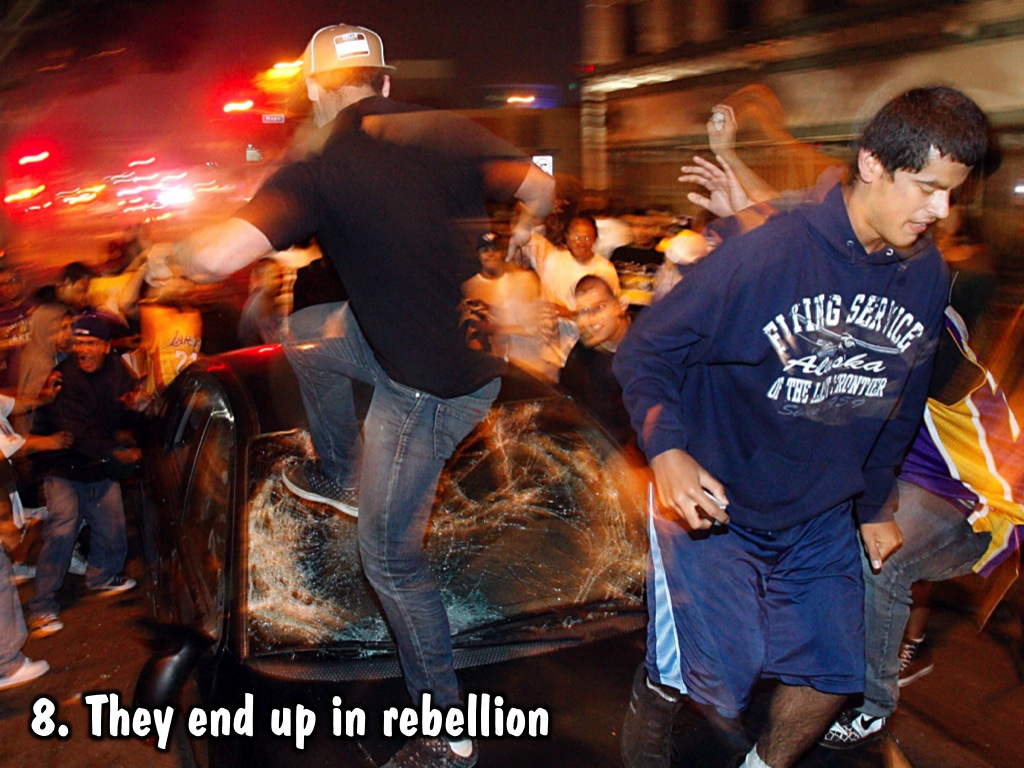 FLYING SERVICE
Alaska
OF THE LAST FRONTIER
8. They end up in rebellion